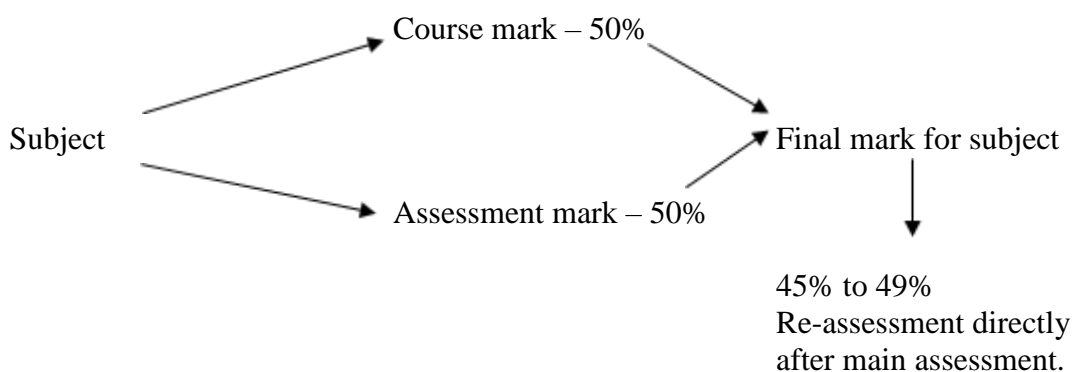 Course mark – 50%
Subject
Final mark for subject
Assessment mark – 50%
45% to 49%
Re-assessment directly
after main assessment.